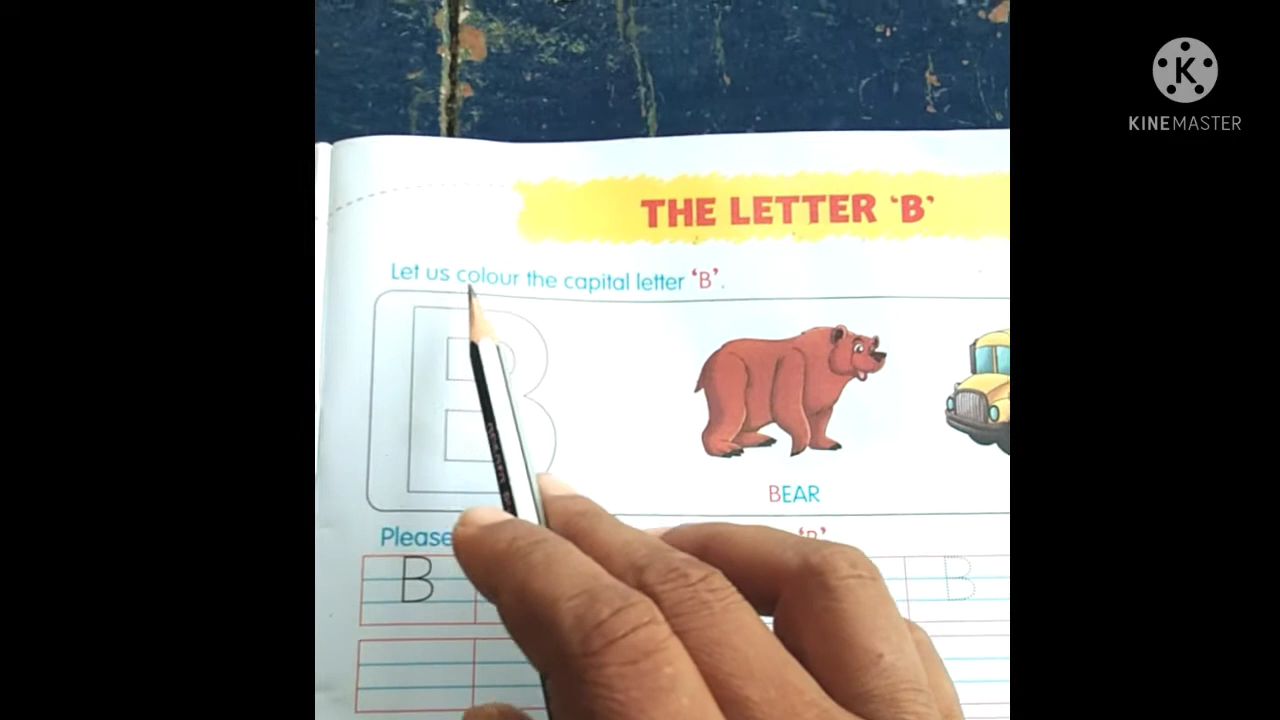 KINEMASTER
THE LETTER ‘B’
Let us colour the capital letter ‘B’.
B
BEAR
Please ‘B’
B B